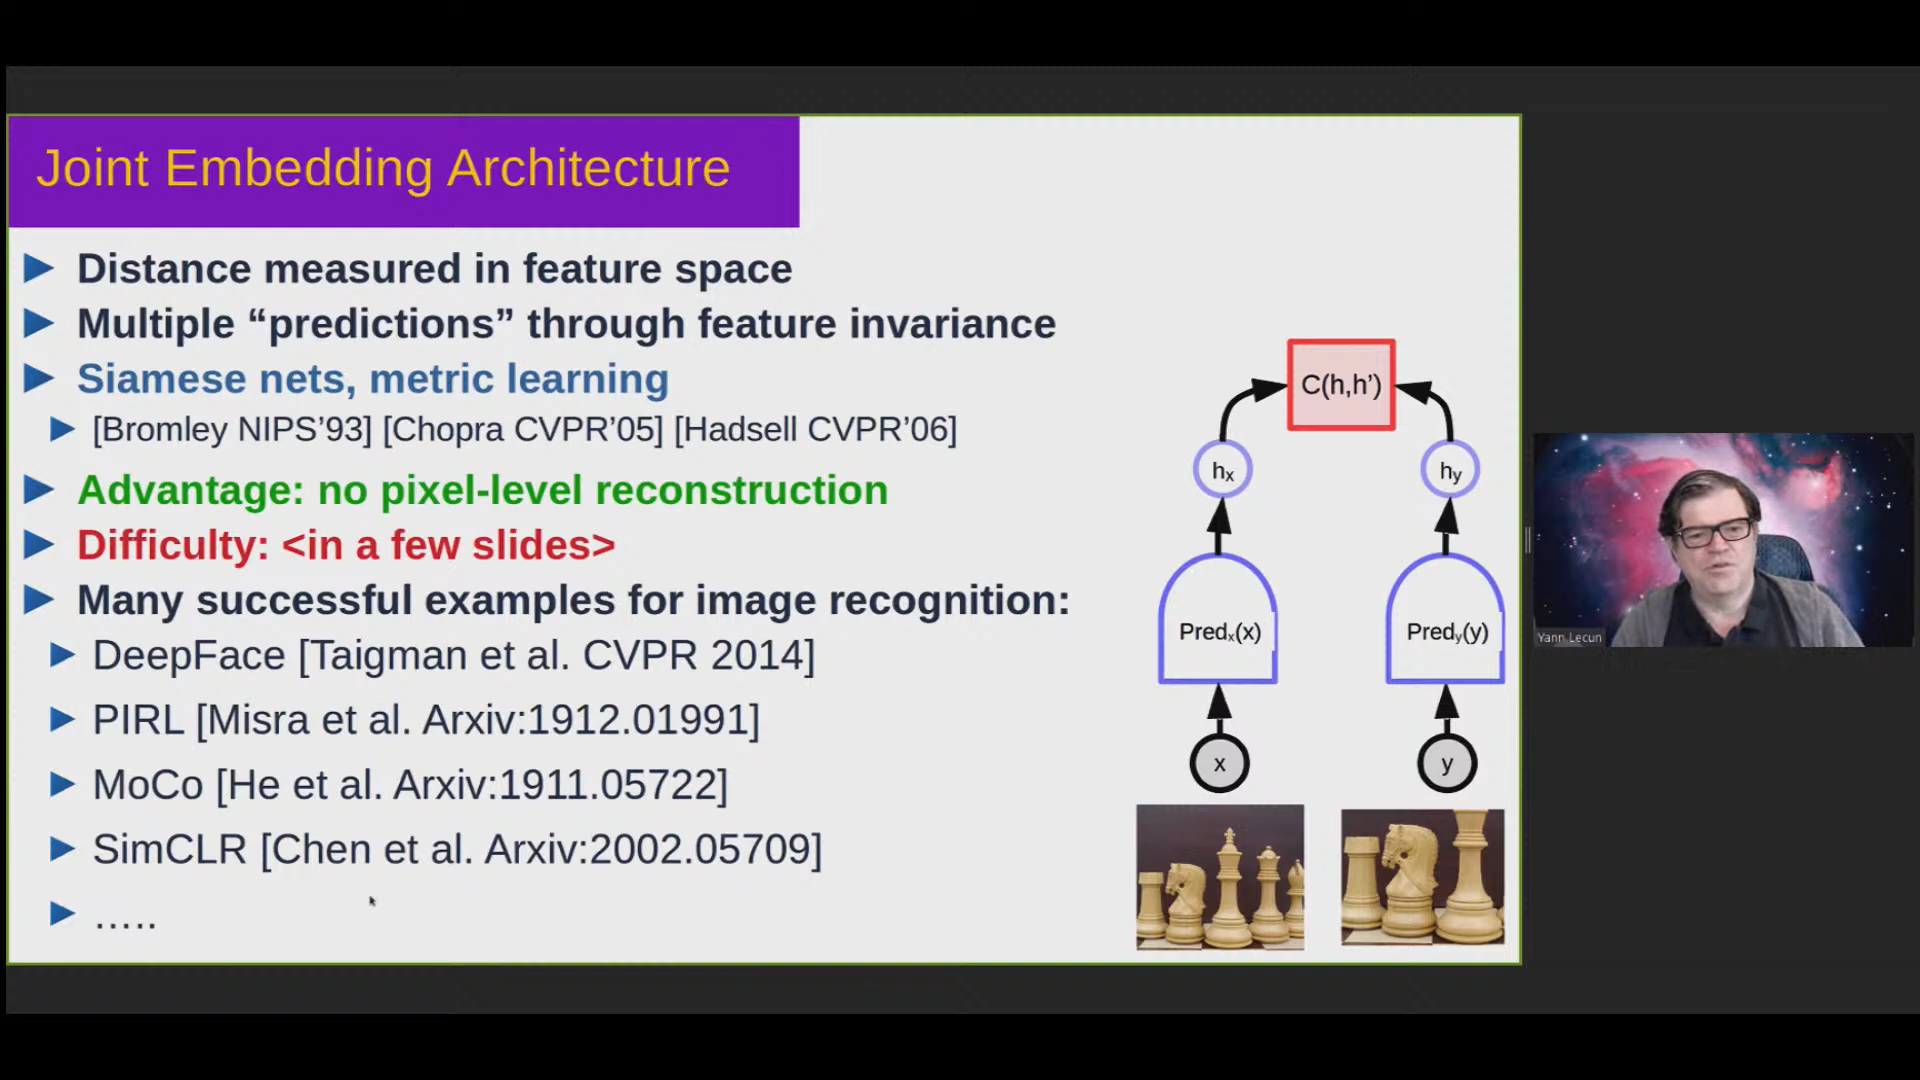 Joint Embedding Architecture
Distance measured in feature space
Multiple “predictions” through feature invariance
Siamese nets, metric learning
[Bromley NIPS’93] [Chopra CVPR’05] [Hadsell CVPR’06]
Advantage: no pixel-level reconstruction
Difficulty: <in a few slides>
Many successful examples for image recognition:
DeepFace [Taigman et al. CVPR 2014]
PIRL [Misra et al. Arxiv:1912.01991]
MoCo [He et al. Arxiv:1911.05722]
SimCLR [Chen et al. Arxiv:2002.05709]
.....
C(h,h’)
hx hy
Predx(x) Predy(y)
x y
Yann Lecun